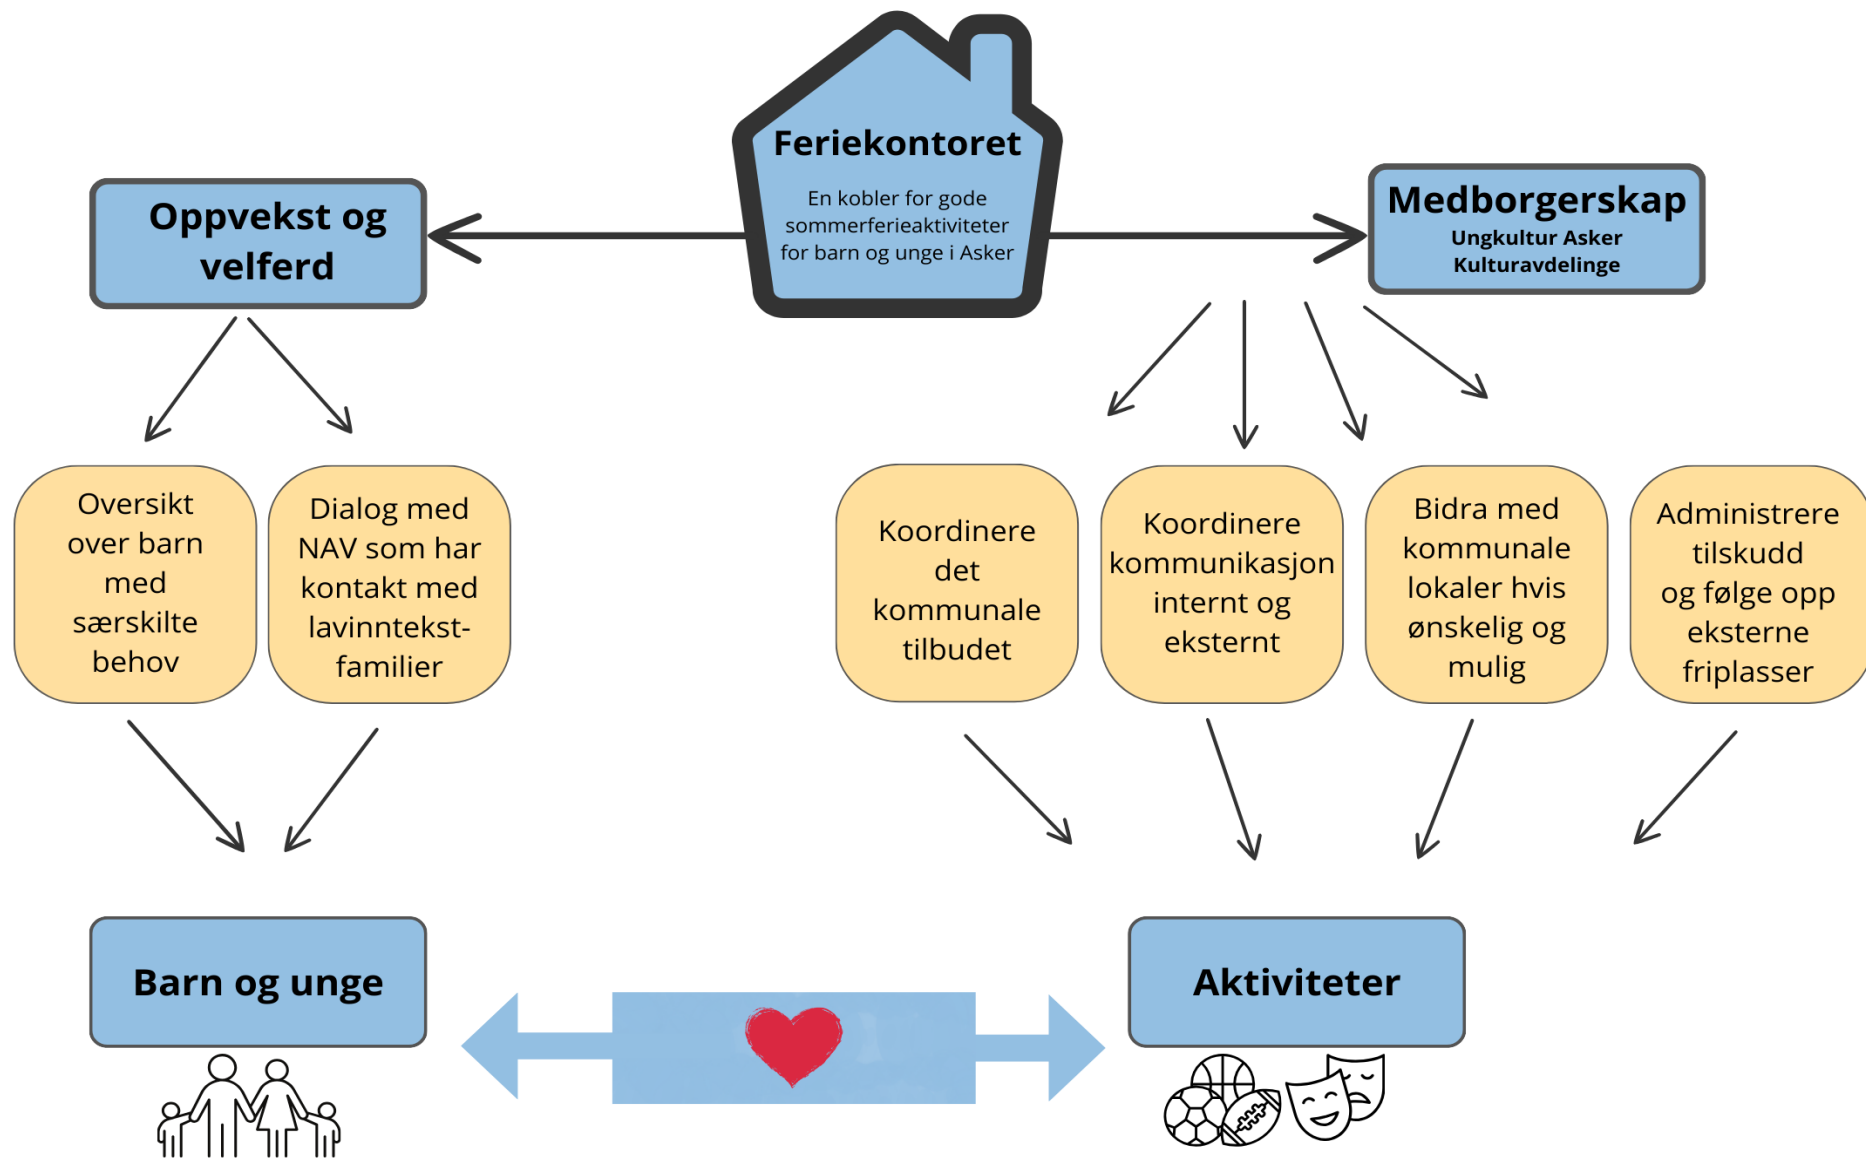 Feriekontoret
En kobler for gode
sommerferieaktiviteter
for barn og unge i Asker
Oppvekst og
velferd
Medborgerskap
Ungkultur Asker
Kulturavdelinge
Oversikt
over barn
med
særskilte
behov
Dialog med
NAV som har
kontakt med
lavinntekst-
familier
Koordinere
det
kommunale
tilbudet
Koordinere
kommunikasjon
internt og
eksternt
Bidra med
kommunale
lokaler hvis
ønskelig og
mulig
Administrere
tilskudd
og følge opp
eksterne
friplasser
Barn og unge
Aktiviteter